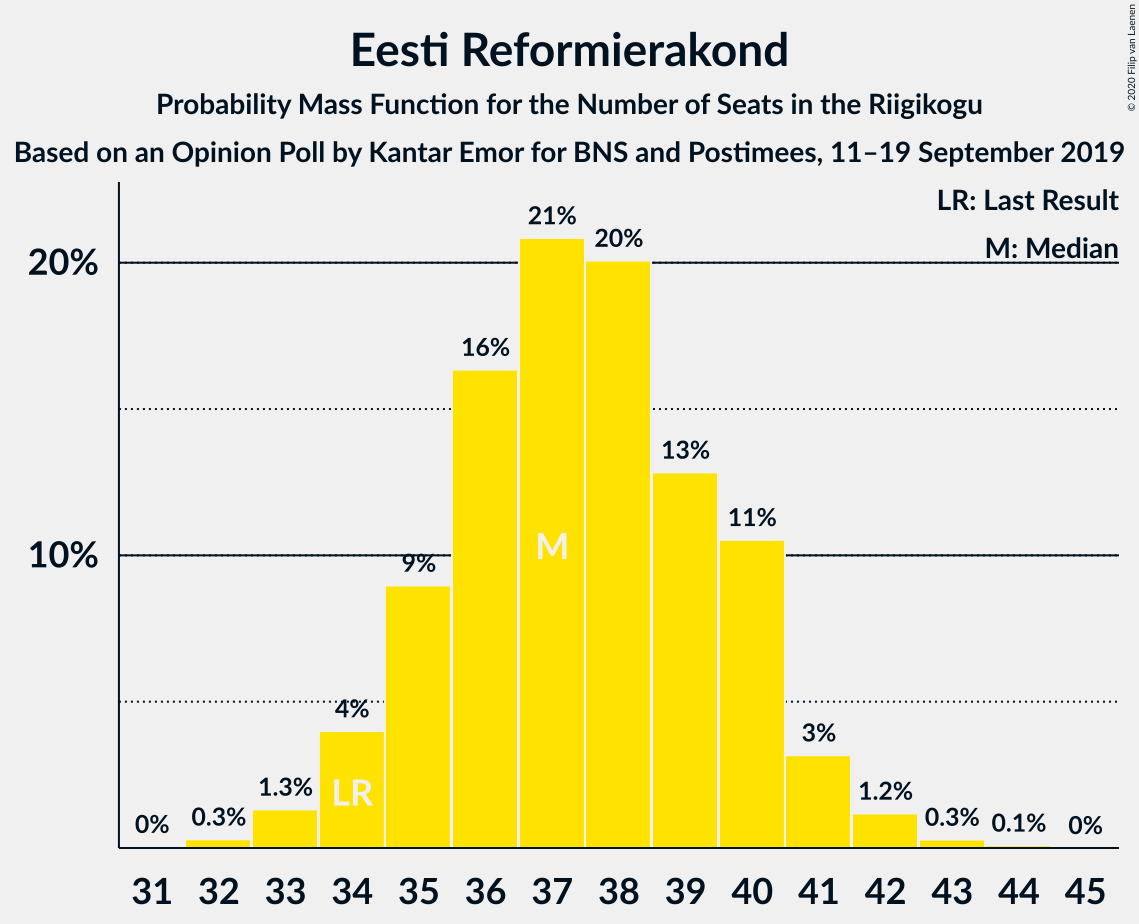 Eesti Reformierakond
Probability Mass Function for the Number of Seats in the Riigikogu
Based on an Opinion Poll by Kantar Emor for BNS and Postimees, 11–19 September 2019
© 2020 Filip van Laenen
LR: Last Result
M: Median
20%
10%
0%
0.3%
1.3%
4%
9%
16%
21%
20%
13%
11%
3%
1.2%
0.3%
0.1%
0%
LR
M
31 32 33 34 35 36 37 38 39 40 41 42 43 44 45